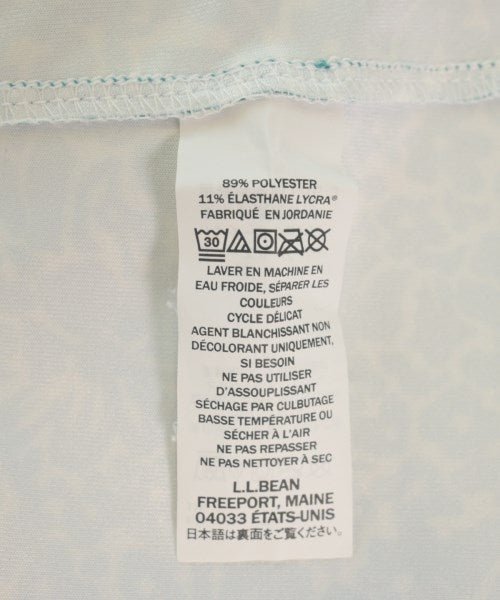 89% POLYESTER
11% ÉLASTHANE LYCRA®
FABRIQUÉ EN JORDANIE
30
LAVER EN MACHINE EN
EAU FROIDE, SÉPARER LES
COULEURS
CYCLE DÉLICAT
AGENT BLANCHISSANT NON
DÉCOLORANT UNIQUEMENT,
SI BESOIN
NE PAS UTILISER
D'ASSOUPLISSANT
SÉCHAGE PAR CULBUTAGE
BASSE TEMPÉRATURE OU
SÉCHER À L'AIR
NE PAS REPASSER
NE PAS NETTOYER À SEC
L.L.BEAN
FREEPORT, MAINE
04033 ÉTATS-UNIS
日本語は裏面をご覧ください。